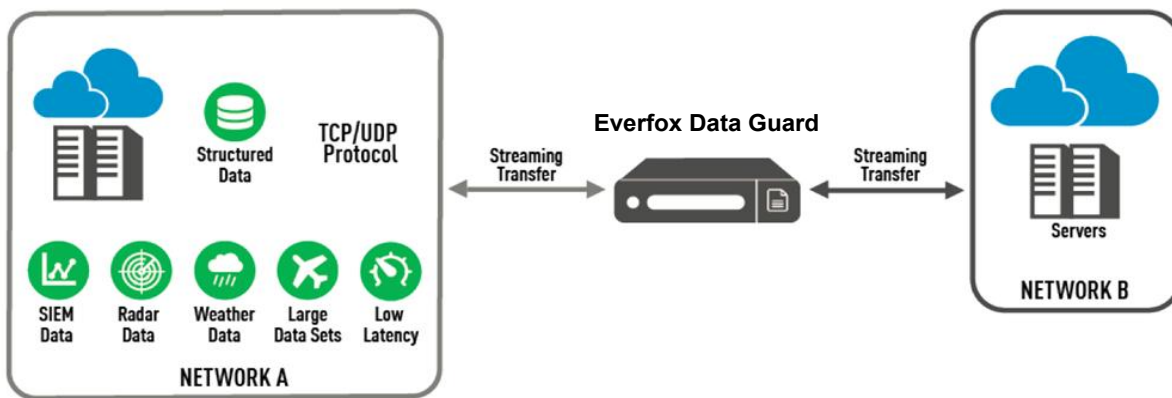 Structured
Data
TCP/UDP
Protocol
SIEM
Data
Radar
Data
Weather
Data
Large
Data Sets
Low
Latency
NETWORK A
Streaming
Transfer
Everfox Data Guard
Streaming
Transfer
Servers
NETWORK B